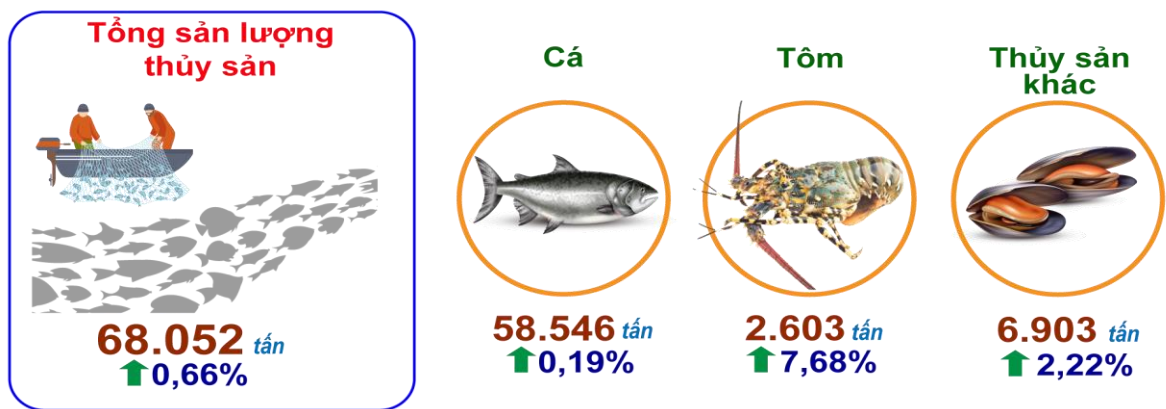 Tổng sản lượng
thủy sản
68.052 tấn
0,66%
Cá
58.546 tấn
0,19%
Tôm
2.603 tấn
7,68%
Thủy sản
khác
6.903 tấn
2,22%